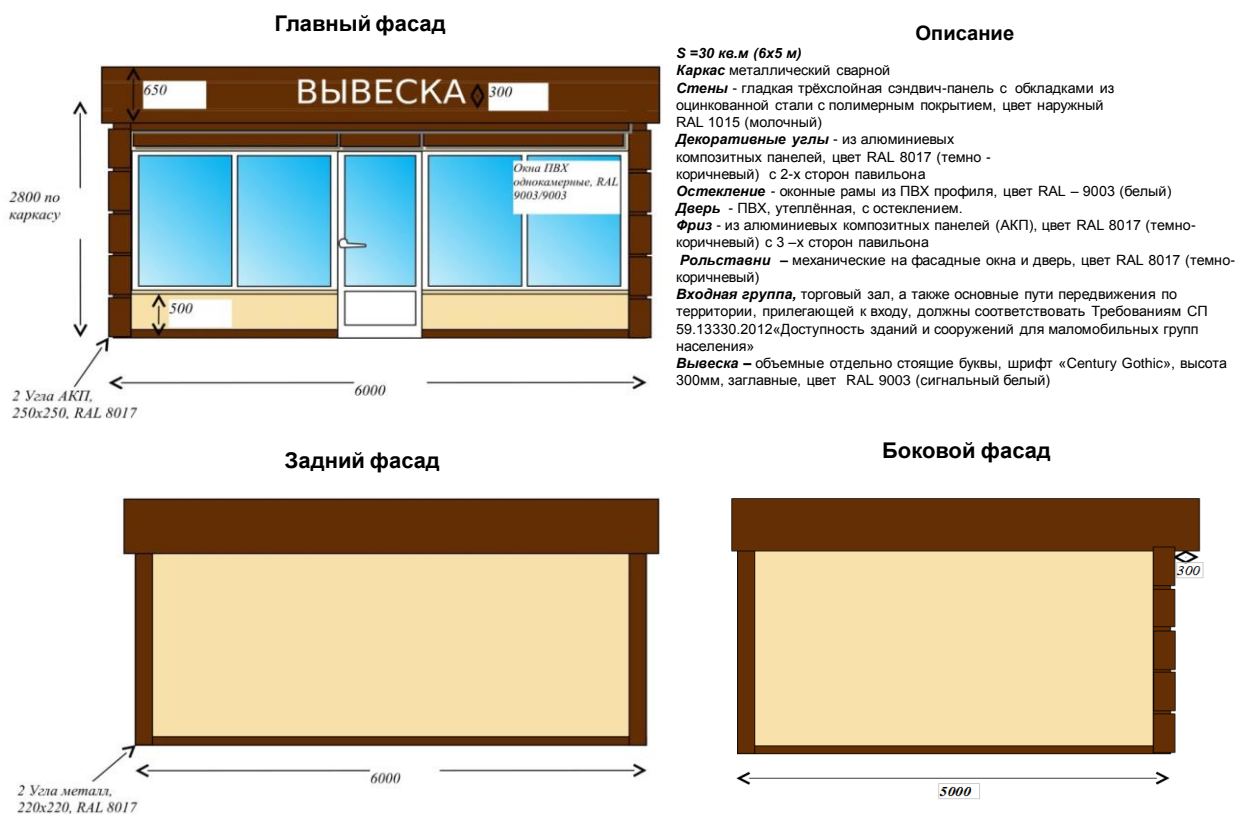 Главный фасад
650
ВЫВЕСКА
300
Окна ПВХ
однокамерные, RAL
9003/9003
2800 по
каркасу
500
6000
2 Угла АКП,
250x250, RAL 8017
Описание
S =30 кв.м (6х5 м)
Каркас металлический сварной
Стены - гладкая трёхслойная сэндвич-панель с обкладками из
оцинкованной стали с полимерным покрытием, цвет наружный
RAL 1015 (молочный)
Декоративные углы - из алюминиевых
композитных панелей, цвет RAL 8017 (темно -
коричневый) с 2-х сторон павильона
Остекление - оконные рамы из ПВХ профиля, цвет RAL – 9003 (белый)
Дверь - ПВХ, утеплённая, с остеклением.
Фриз - из алюминиевых композитных панелей (АКП), цвет RAL 8017 (темно-
коричневый) с 3 –х сторон павильона
Рольставни – механические на фасадные окна и дверь, цвет RAL 8017 (темно-
коричневый)
Входная группа, торговый зал, а также основные пути передвижения по
территории, прилегающей к входу, должны соответствовать Требованиям СП
59.13330.2012«Доступность зданий и сооружений для маломобильных групп
населения»
Вывеска – объемные отдельно стоящие буквы, шрифт «Century Gothic», высота
300мм, заглавные, цвет RAL 9003 (сигнальный белый)
Задний фасад
6000
2 Угла металл,
220x220, RAL 8017
Боковой фасад
300
5000